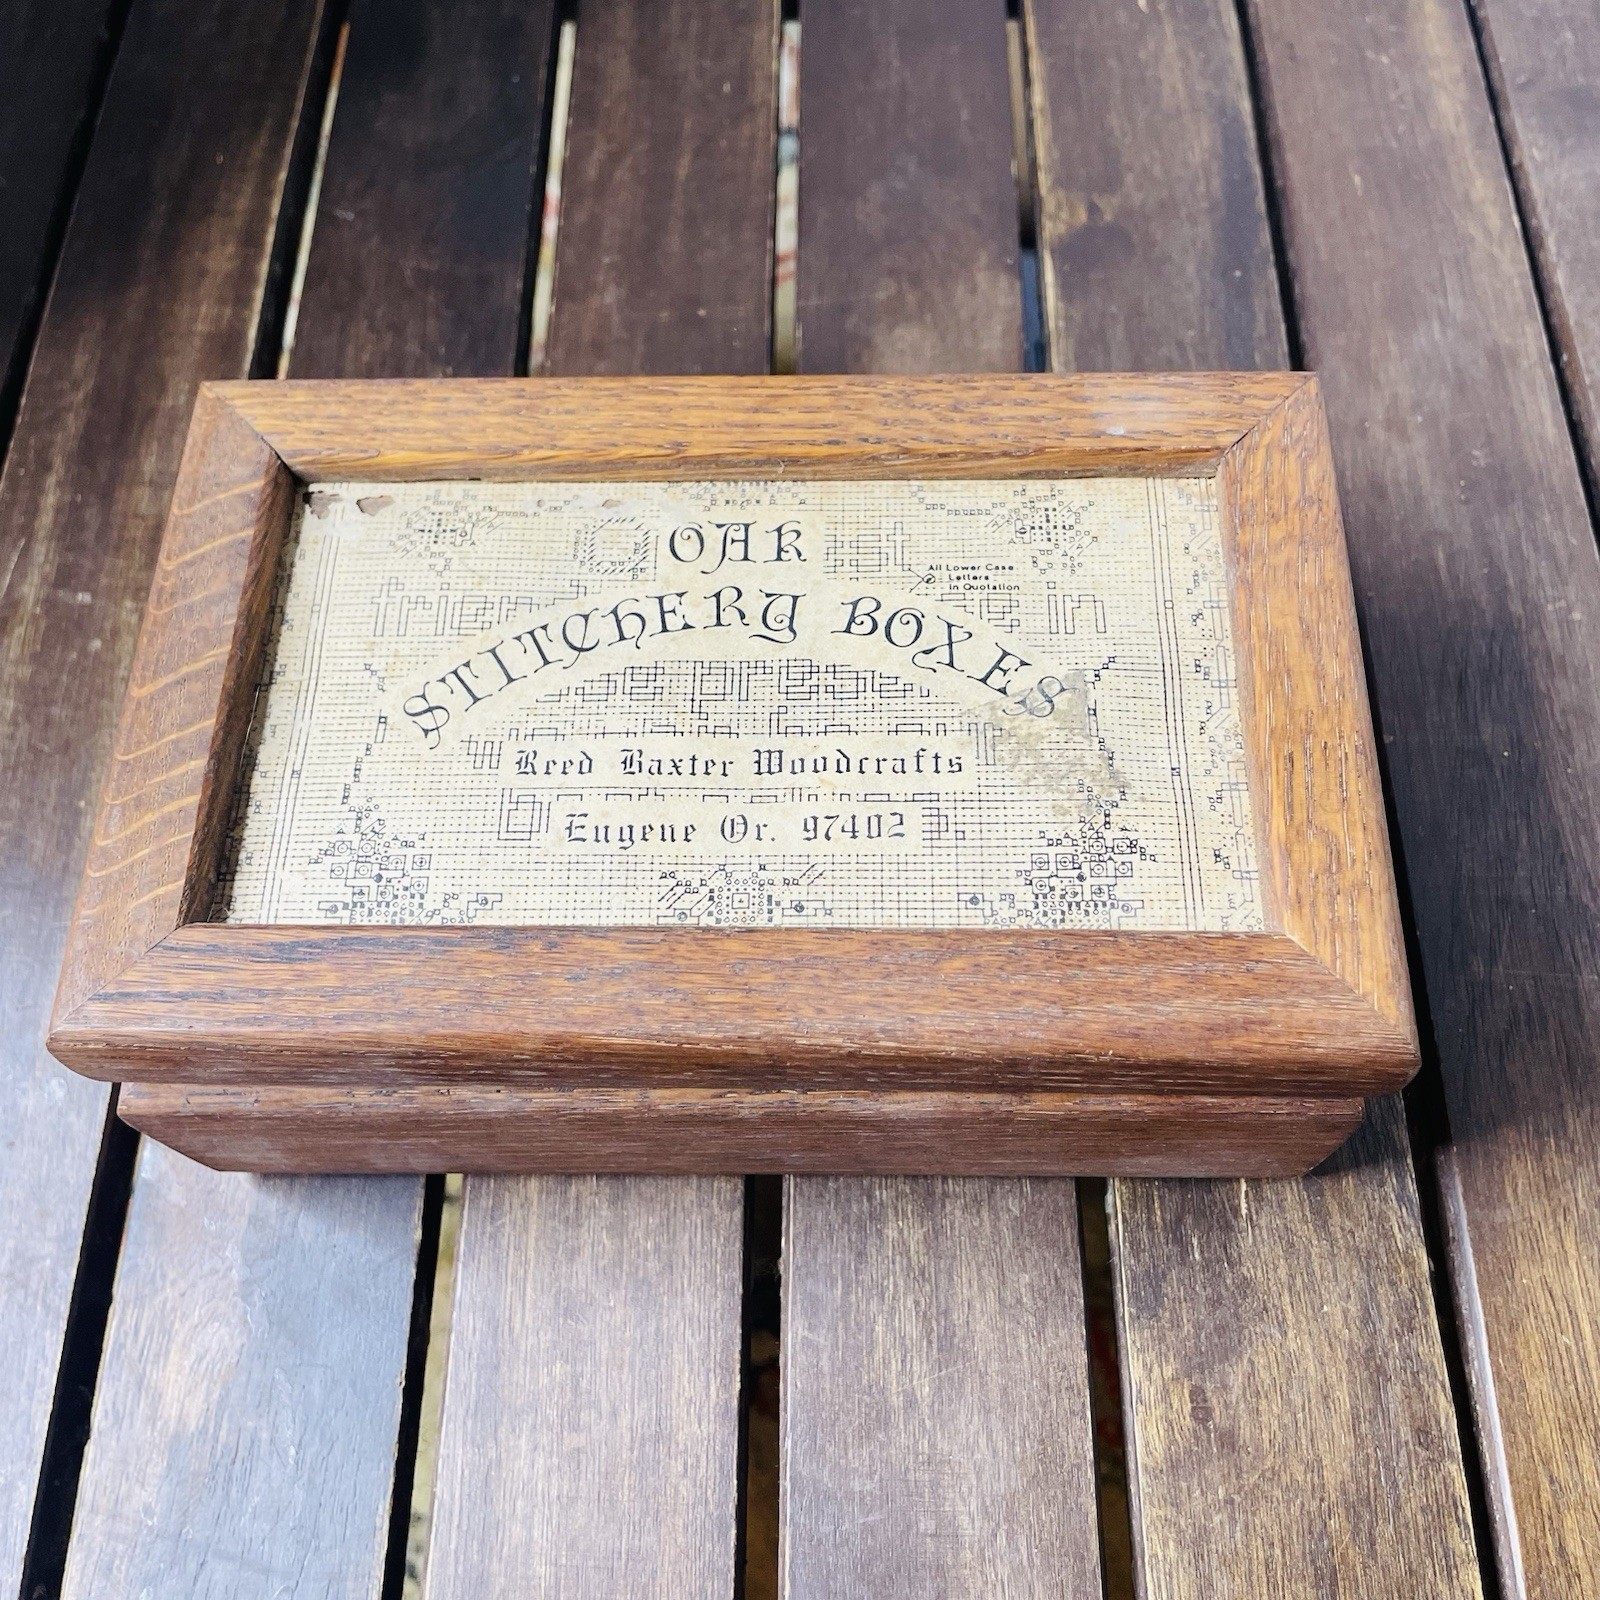 OAK
STITCHERY BOXES
All Lower Case
Letters
In Quotation
Reed Baxter Woodcrafts
Eugene Or. 97402